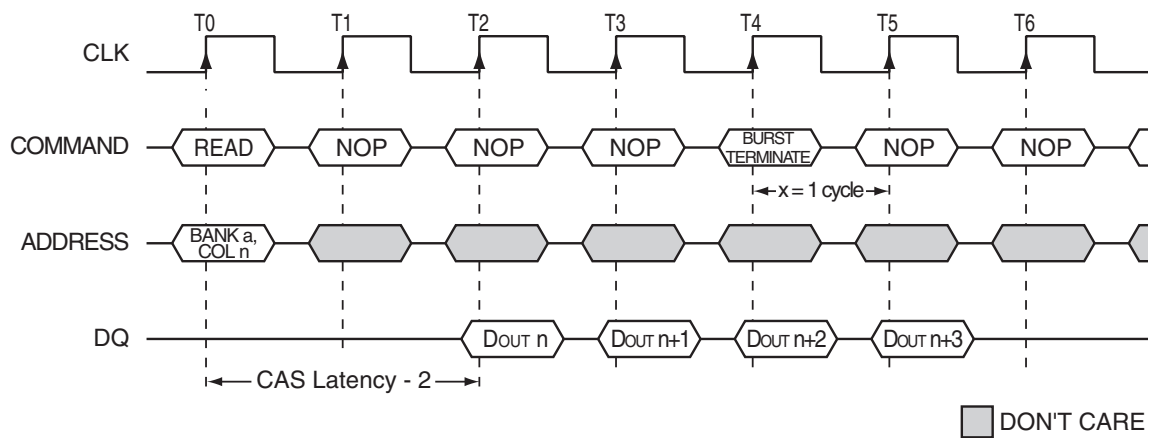 T0 T1 T2 T3 T4 T5 T6
CLK
COMMAND READ NOP NOP NOP BURST TERMINATE NOP NOP
x = 1 cycle
ADDRESS BANK a, COL n
DQ DOUT n DOUT n+1 DOUT n+2 DOUT n+3
CAS Latency - 2
DON'T CARE